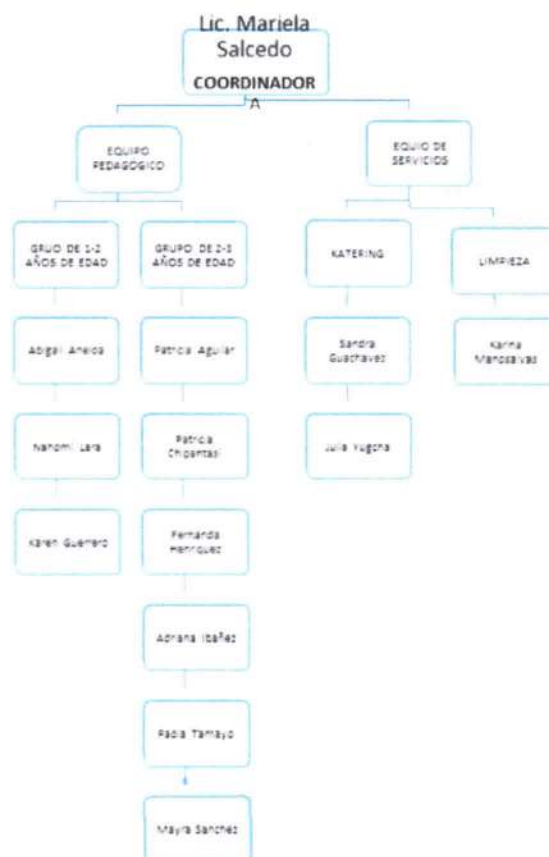 Lic. Mariela
Salcedo
COORDINADOR
A
EQUIPO
PEDAGÓGICO
EQUIO DE
SERVICIOS
GRUO DE 1-2
AÑOS DE EDAD
GRUPO DE 2-3
AÑOS DE EDAD
KATERING
LIMPIEZA
Abigail
Patricia Aguilar
Sandra
Guachavez
Karina
Manosalvas
Nahomi Lara
Patricia
Chipantasi
Julia Yugcha
Karen Guerrero
Fernanda
Henriquez
Adriana Ibañez
Paola Tamayo
Mayra Sanchez